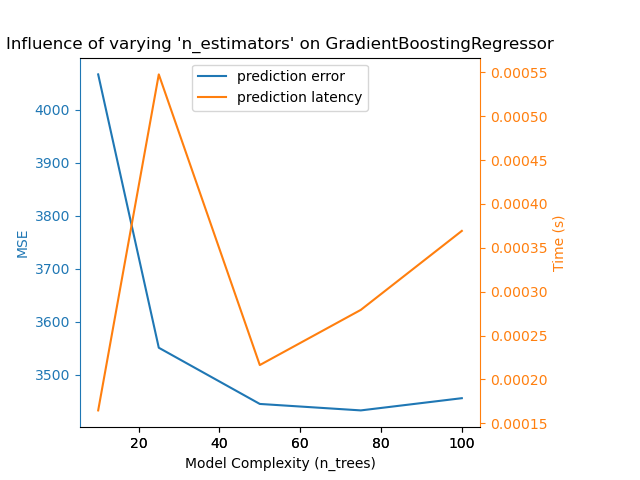 Influence of varying 'n_estimators' on GradientBoostingRegressor
prediction error
prediction latency
MSE
4000
3900
3800
3700
3600
3500
0.00055
0.00050
0.00045
0.00040
0.00035
0.00030
0.00025
0.00020
0.00015
Time (s)
20 40 60 80 100
Model Complexity (n_trees)